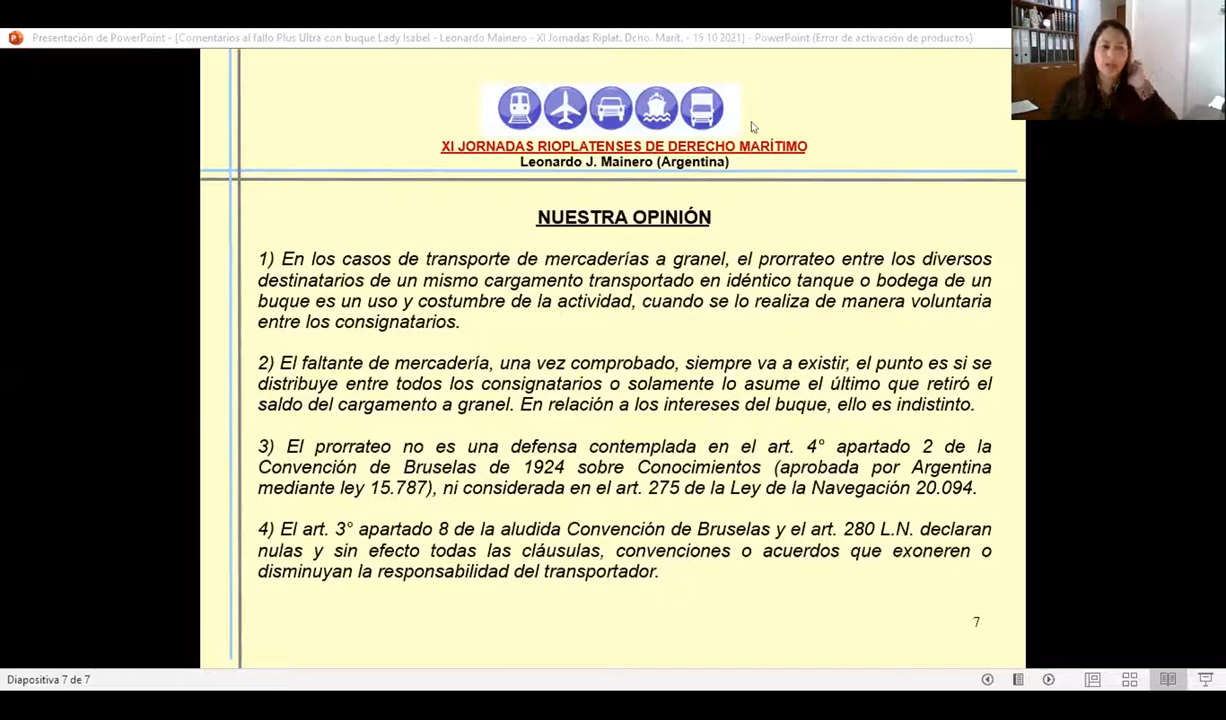 Presentación de PowerPoint - [Comentarios al fallo Plus Ultra con buque Lady Isabel - Leonardo Mainero - XI Jornadas Riplat. Dcho. Marít. - 15 10 2021] - PowerPoint (Error de activación de productos)
XI JORNADAS RIOPLATENSES DE DERECHO MARÍTIMO
Leonardo J. Mainero (Argentina)
NUESTRA OPINIÓN
1) En los casos de transporte de mercaderías a granel, el prorrateo entre los diversos
destinatarios de un mismo cargamento transportado en idéntico tanque o bodega de un
buque es un uso y costumbre de la actividad, cuando se lo realiza de manera voluntaria
entre los consignatarios.
2) El faltante de mercadería, una vez comprobado, siempre va a existir, el punto es si se
distribuye entre todos los consignatarios o solamente lo asume el último que retiró el
saldo del cargamento a granel. En relación a los intereses del buque, ello es indistinto.
3) El prorrateo no es una defensa contemplada en el art. 4° apartado 2 de la
Convención de Bruselas de 1924 sobre Conocimientos (aprobada por Argentina
mediante ley 15.787), ni considerada en el art. 275 de la Ley de la Navegación 20.094.
4) El art. 3° apartado 8 de la aludida Convención de Bruselas y el art. 280 L.N. declaran
nulas y sin efecto todas las cláusulas, convenciones o acuerdos que exoneren o
disminuyan la responsabilidad del transportador.
7
Diapositiva 7 de 7